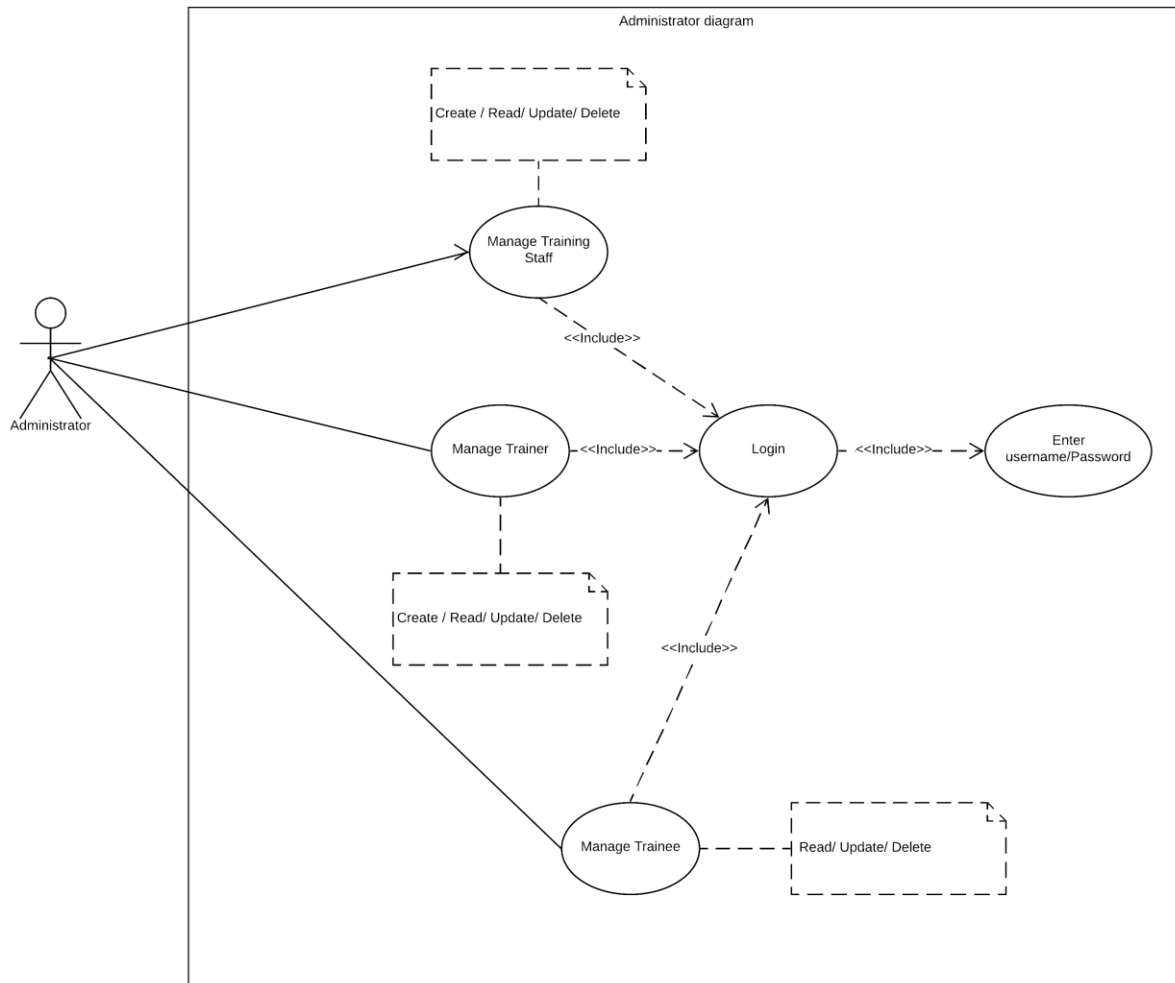 Administrator diagram
Create / Read/ Update/ Delete
Manage Training
Staff
<<Include>>
Administrator
Manage Trainer
<<Include>>
Login
<<Include>>
Enter
username/Password
Create / Read/ Update/ Delete
<<Include>>
Manage Trainee
Read/ Update/ Delete